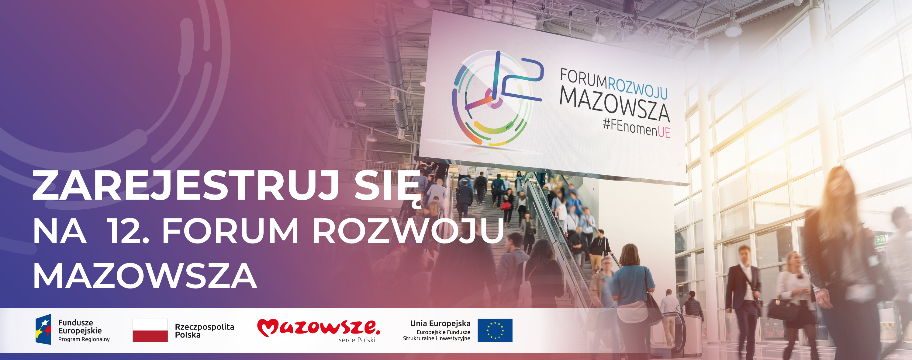 12
FORUMROZWOJU
MAZOWSZA
#FEnomenUE
ZAREJESTRUJ SIĘ
NA 12. FORUM ROZWOJU
MAZOWSZA
Fundusze
Europejskie
Program Regionalny
Rzeczpospolita
Polska
Mazowsze.
serce Polski
Unia Europejska
Europejskie Fundusze
Strukturalne i Inwestycyjne